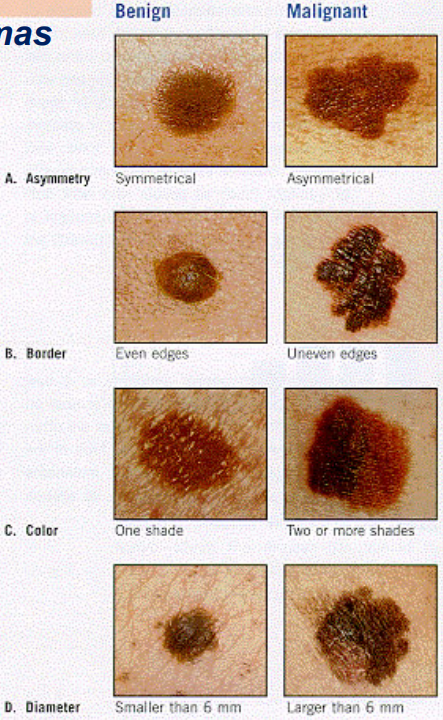 mas
Benign Malignant
A. Asymmetry Symmetrical Asymmetrical
B. Border Even edges Uneven edges
C. Color One shade Two or more shades
D. Diameter Smaller than 6 mm Larger than 6 mm